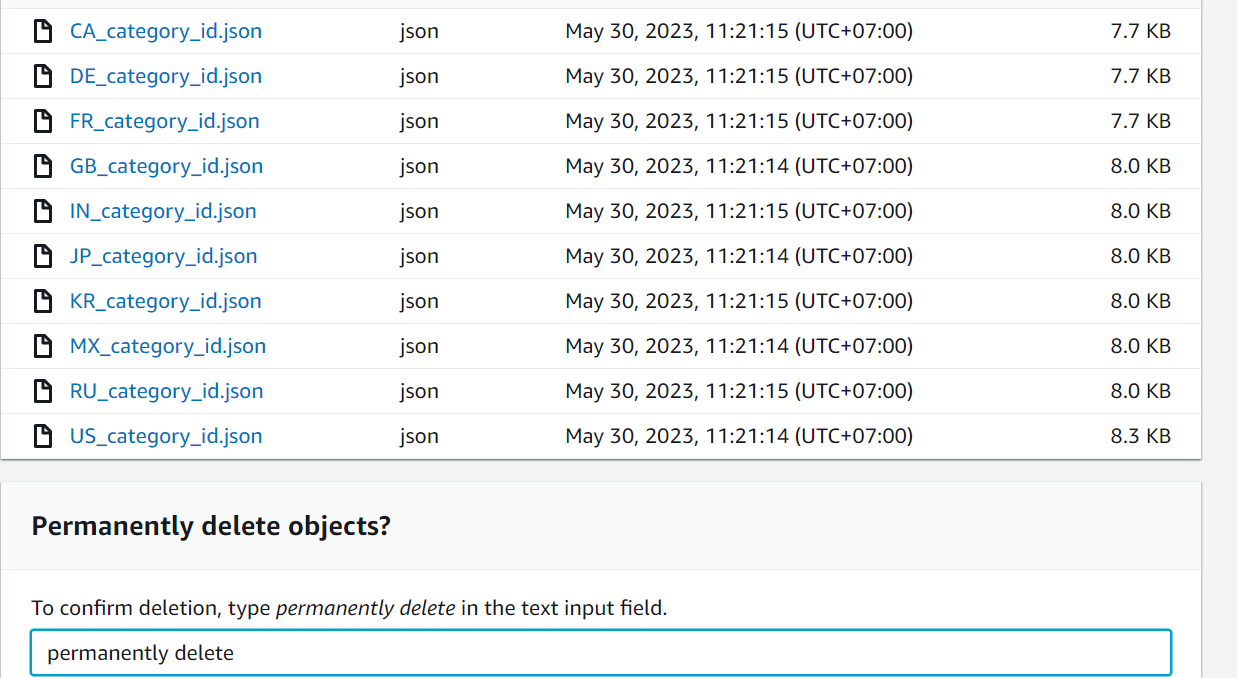 CA_category_id.json json May 30, 2023, 11:21:15 (UTC+07:00) 7.7 KB
DE_category_id.json json May 30, 2023, 11:21:15 (UTC+07:00) 7.7 KB
FR_category_id.json json May 30, 2023, 11:21:15 (UTC+07:00) 7.7 KB
GB_category_id.json json May 30, 2023, 11:21:14 (UTC+07:00) 8.0 KB
IN_category_id.json json May 30, 2023, 11:21:15 (UTC+07:00) 8.0 KB
JP_category_id.json json May 30, 2023, 11:21:14 (UTC+07:00) 8.0 KB
KR_category_id.json json May 30, 2023, 11:21:15 (UTC+07:00) 8.0 KB
MX_category_id.json json May 30, 2023, 11:21:14 (UTC+07:00) 8.0 KB
RU_category_id.json json May 30, 2023, 11:21:15 (UTC+07:00) 8.0 KB
US_category_id.json json May 30, 2023, 11:21:14 (UTC+07:00) 8.3 KB
Permanently delete objects?
To confirm deletion, type permanently delete in the text input field.
permanently delete